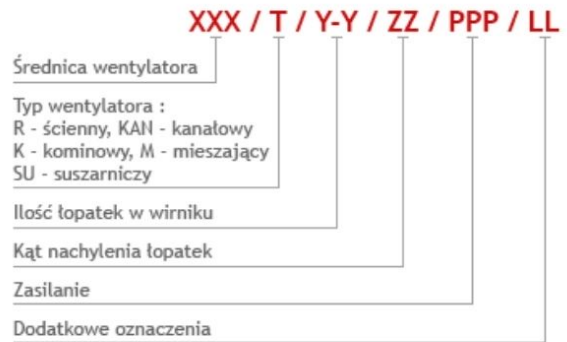 XXX / T / Y-Y / ZZ / PPP / LL
Średnica wentylatora
Typ wentylatora :
R - ścienny, KAN - kanałowy
K - kominowy, M - mieszający
SU - suszarniczy
Ilość łopatek w wirniku
Kąt nachylenia łopatek
Zasilanie
Dodatkowe oznaczenia